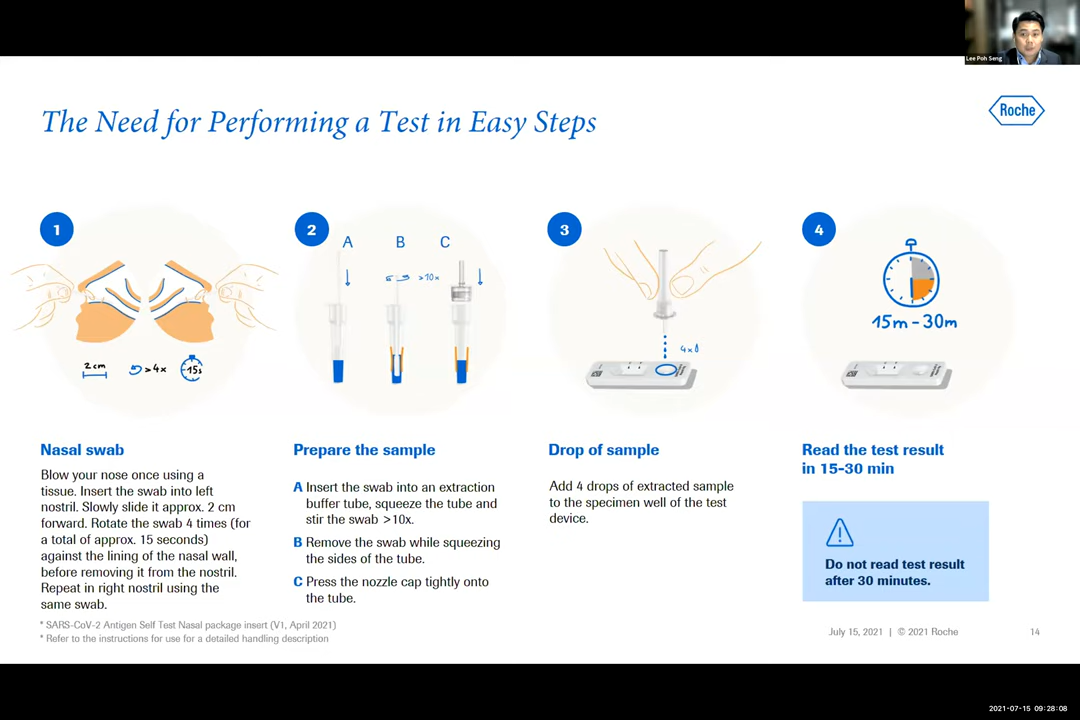 Lee Poh Seng
The Need for Performing a Test in Easy Steps
Roche
1
2 cm
>4x
15s
Nasal swab
Blow your nose once using a
tissue. Insert the swab into left
nostril. Slowly slide it approx. 2 cm
forward. Rotate the swab 4 times (for
a total of approx. 15 seconds)
against the lining of the nasal wall,
before removing it from the nostril.
Repeat in right nostril using the
same swab.
2
A B C
>10x
Prepare the sample
A Insert the swab into an extraction
buffer tube, squeeze the tube and
stir the swab >10x.
B Remove the swab while squeezing
the sides of the tube.
C Press the nozzle cap tightly onto
the tube.
3
4x
Drop of sample
Add 4 drops of extracted sample
to the specimen well of the test
device.
4
15m-30m
Read the test result
in 15-30 min
Do not read test result
after 30 minutes.
* SARS-CoV-2 Antigen Self Test Nasal package insert (V1, April 2021)
* Refer to the instructions for use for a detailed handling description
July 15, 2021 | © 2021 Roche
14
2021-07-15 09:28:08